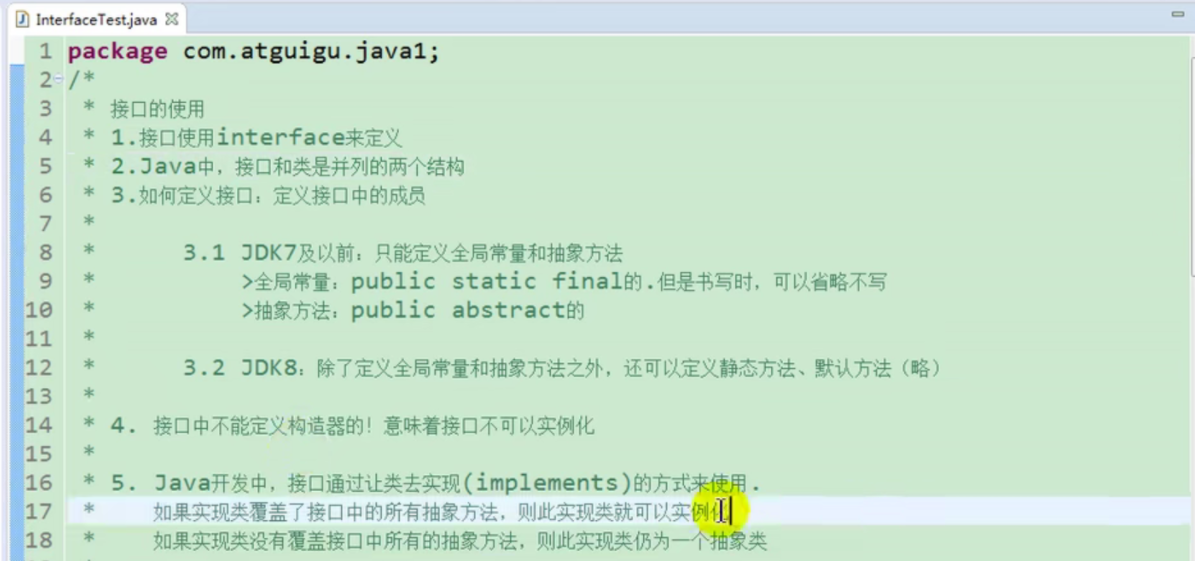 InterfaceTest.java
1 package com.atguigu.java1;
2 /*
3 * 接口的使用
4 * 1.接口使用interface来定义
5 * 2.Java中，接口和类是并列的两个结构
6 * 3.如何定义接口：定义接口中的成员
7 *
8 * 3.1 JDK7及以前：只能定义全局常量和抽象方法
9 * >全局常量：public static final的.但是书写时，可以省略不写
10 * >抽象方法：public abstract的
11 *
12 * 3.2 JDK8：除了定义全局常量和抽象方法之外，还可以定义静态方法、默认方法（略）
13 *
14 * 4. 接口中不能定义构造器的！意味着接口不可以实例化
15 *
16 * 5. Java开发中，接口通过让类去实现(implements)的方式来使用.
17 * 如果实现类覆盖了接口中的所有抽象方法，则此实现类就可以实例化
18 * 如果实现类没有覆盖接口中所有的抽象方法，则此实现类仍为一个抽象类